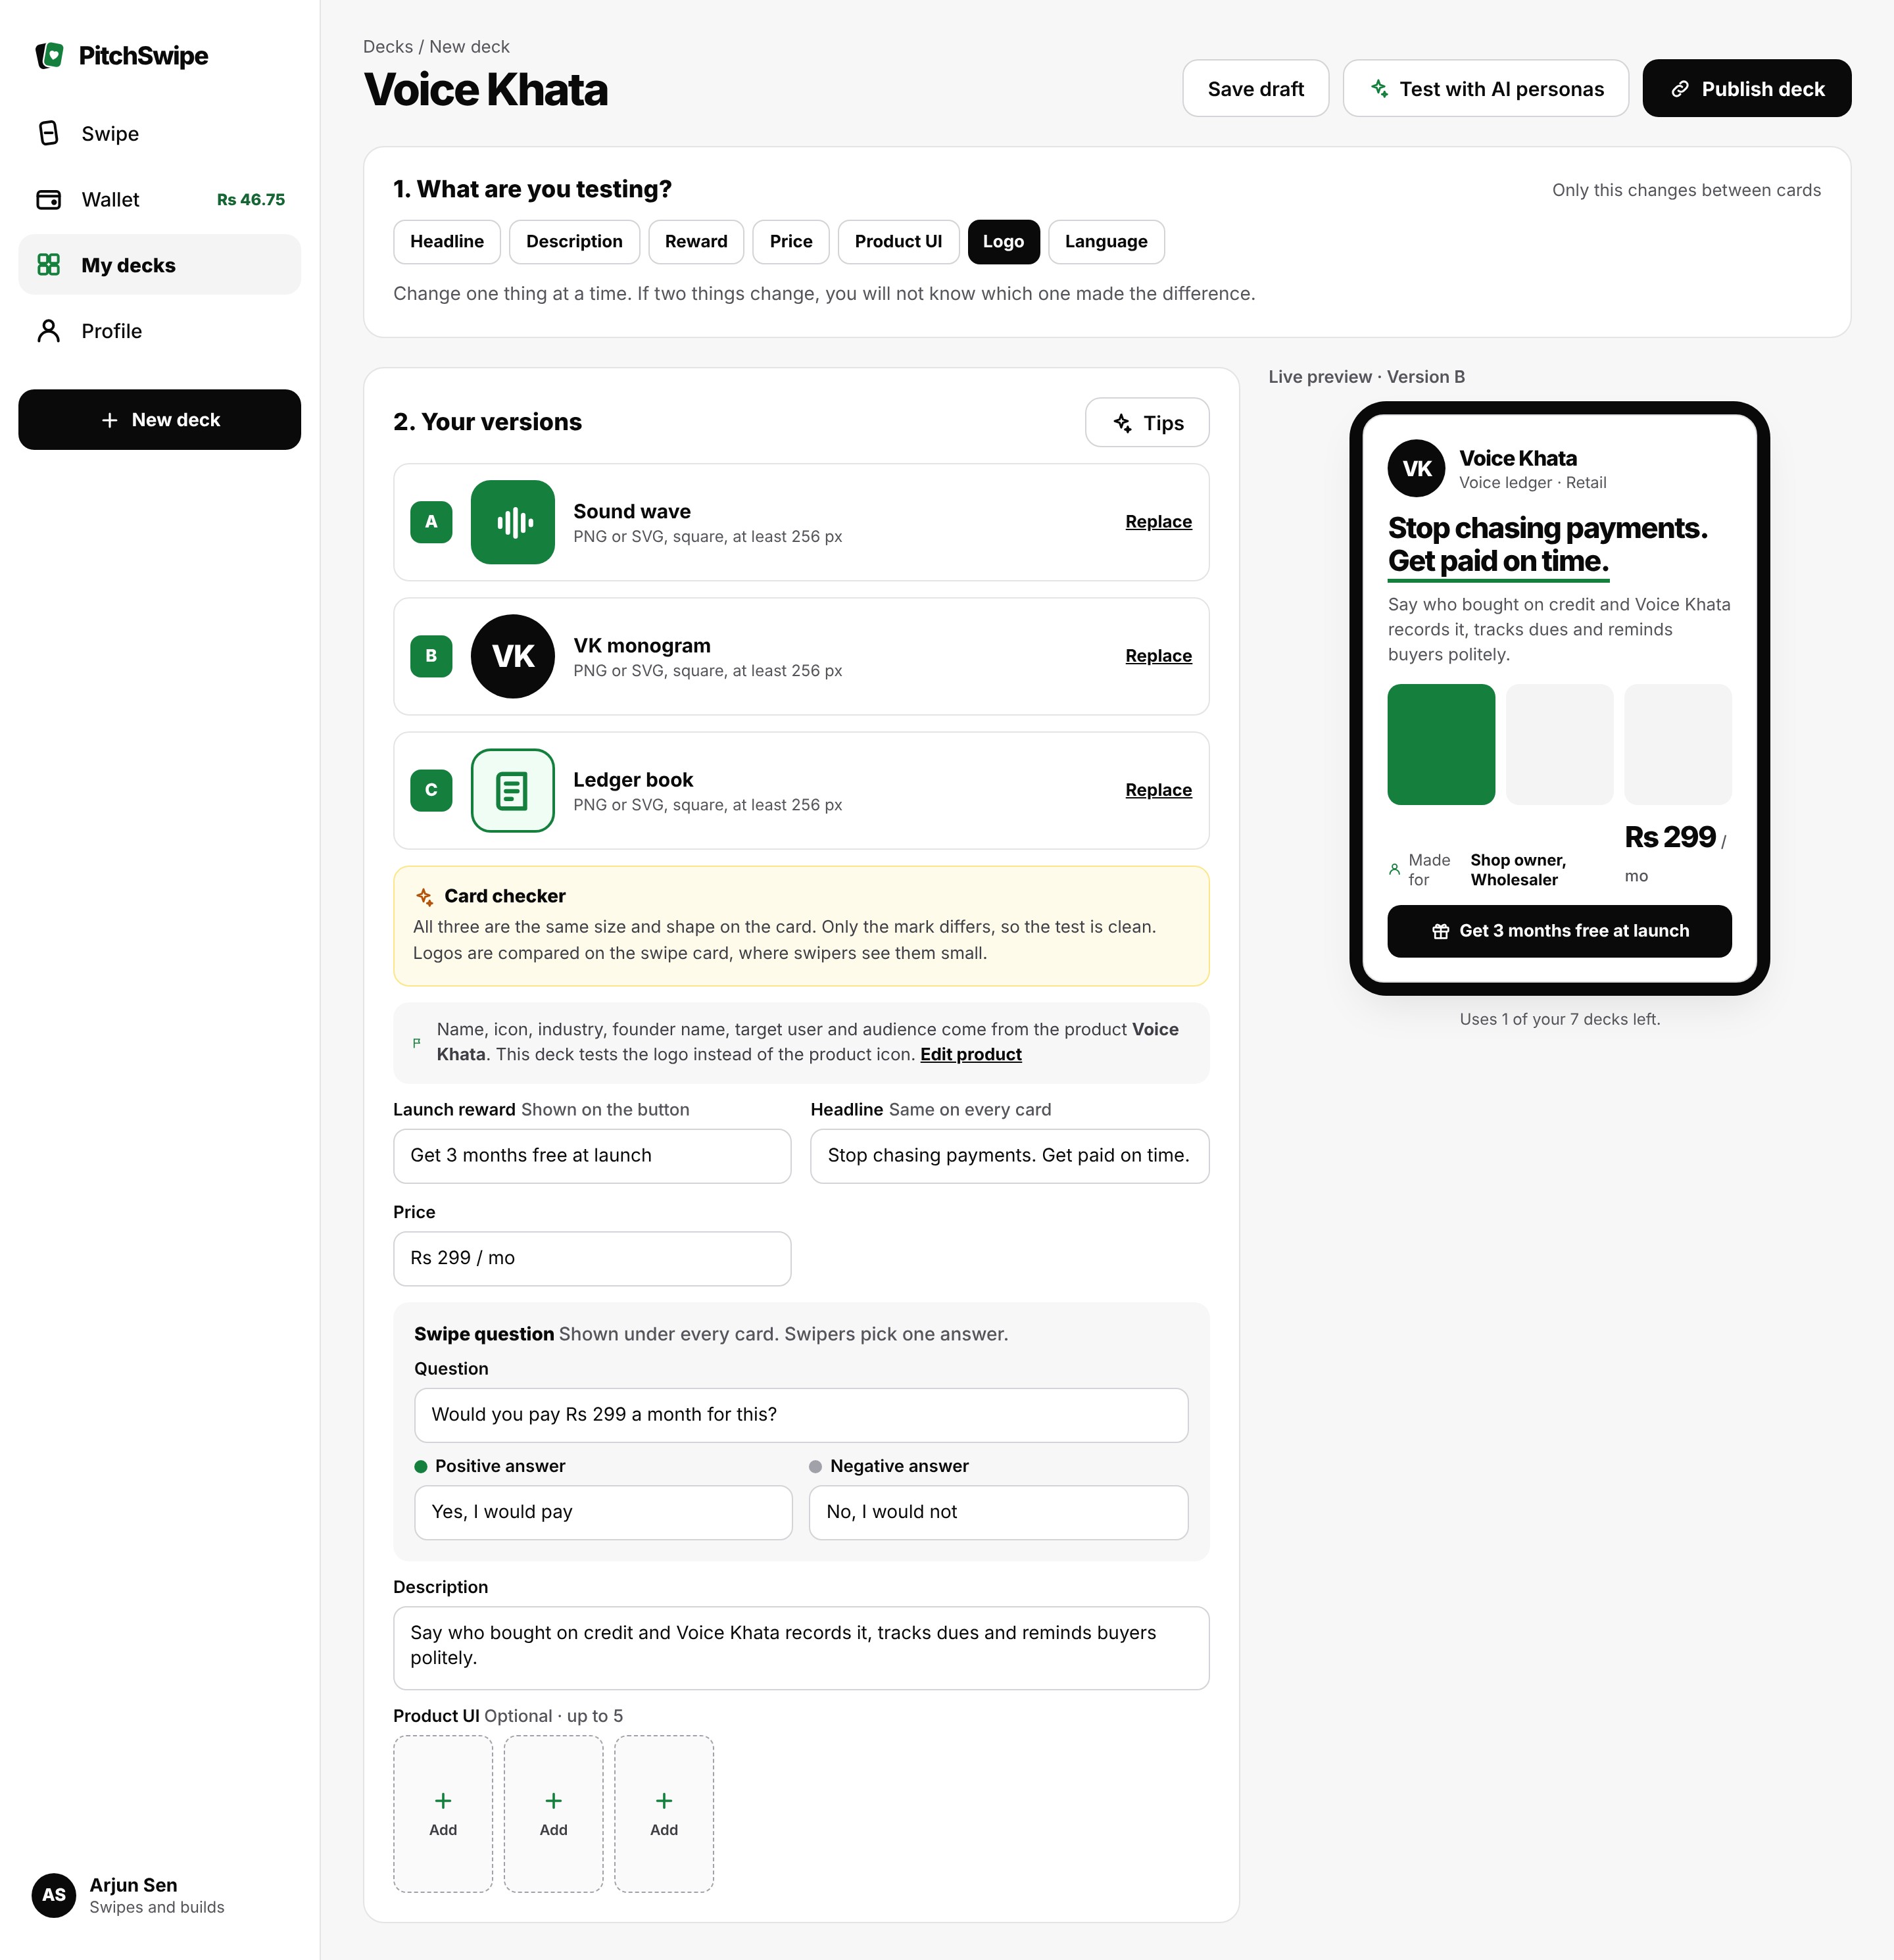 PitchSwipe
Swipe
Wallet
Rs 46.75
My decks
Profile
New deck
AS
Arjun Sen
Swipes and builds
Decks / New deck
Voice Khata
Save draft
Test with AI personas
Publish deck
1. What are you testing?
Only this changes between cards
Headline
Description
Reward
Price
Product UI
Logo
Language
Change one thing at a time. If two things change, you will not know which one made the difference.
2. Your versions
Tips
A
Sound wave
PNG or SVG, square, at least 256 px
Replace
B
VK
VK monogram
PNG or SVG, square, at least 256 px
Replace
C
Ledger book
PNG or SVG, square, at least 256 px
Replace
Card checker
All three are the same size and shape on the card. Only the mark differs, so the test is clean.
Logos are compared on the swipe card, where swipers see them small.
Name, icon, industry, founder name, target user and audience come from the product Voice
Khata. This deck tests the logo instead of the product icon. Edit product
Launch reward Shown on the button
Get 3 months free at launch
Headline Same on every card
Stop chasing payments. Get paid on time.
Price
Rs 299 / mo
Swipe question Shown under every card. Swipers pick one answer.
Question
Would you pay Rs 299 a month for this?
Positive answer
Yes, I would pay
Negative answer
No, I would not
Description
Say who bought on credit and Voice Khata records it, tracks dues and reminds buyers
politely.
Product UI Optional · up to 5
Add
Add
Add
Live preview · Version B
VK
Voice Khata
Voice ledger · Retail
Stop chasing payments.
Get paid on time.
Say who bought on credit and Voice Khata
records it, tracks dues and reminds
buyers politely.
Made
for
Shop owner,
Wholesaler
Rs 299 /
mo
Get 3 months free at launch
Uses 1 of your 7 decks left.